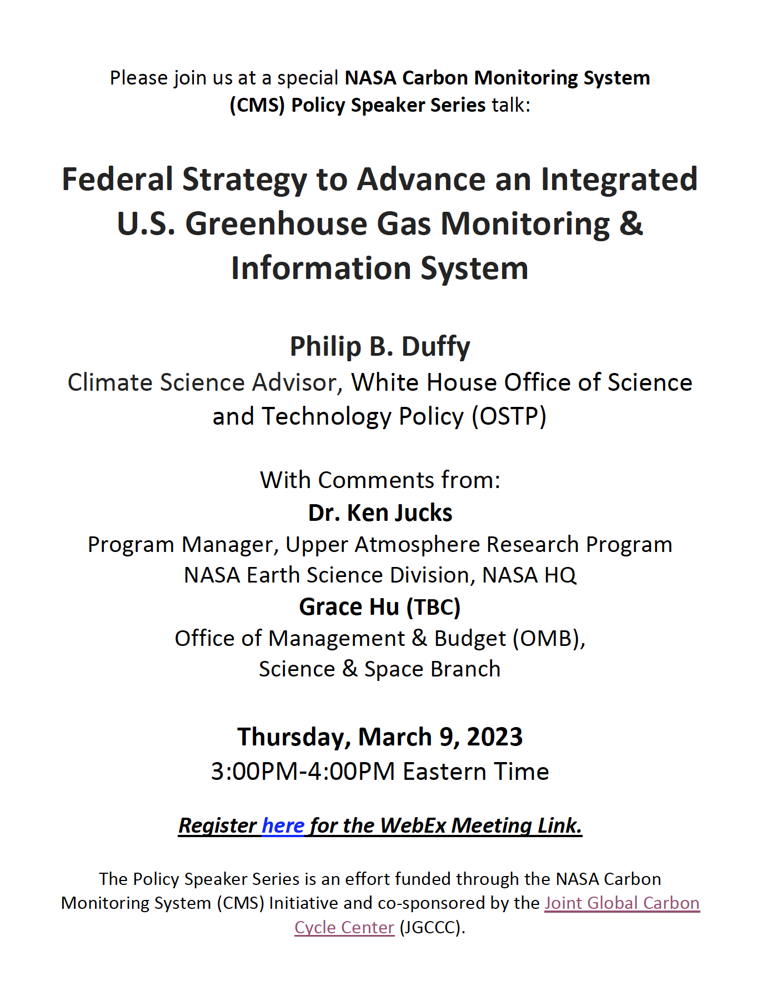 Please join us at a special NASA Carbon Monitoring System
(CMS) Policy Speaker Series talk:
Federal Strategy to Advance an Integrated
U.S. Greenhouse Gas Monitoring &
Information System
Philip B. Duffy
Climate Science Advisor, White House Office of Science
and Technology Policy (OSTP)
With Comments from:
Dr. Ken Jucks
Program Manager, Upper Atmosphere Research Program
NASA Earth Science Division, NASA HQ
Grace Hu (TBC)
Office of Management & Budget (OMB),
Science & Space Branch
Thursday, March 9, 2023
3:00PM-4:00PM Eastern Time
Register here for the WebEx Meeting Link.
The Policy Speaker Series is an effort funded through the NASA Carbon
Monitoring System (CMS) Initiative and co-sponsored by the Joint Global Carbon
Cycle Center (JGCCC).